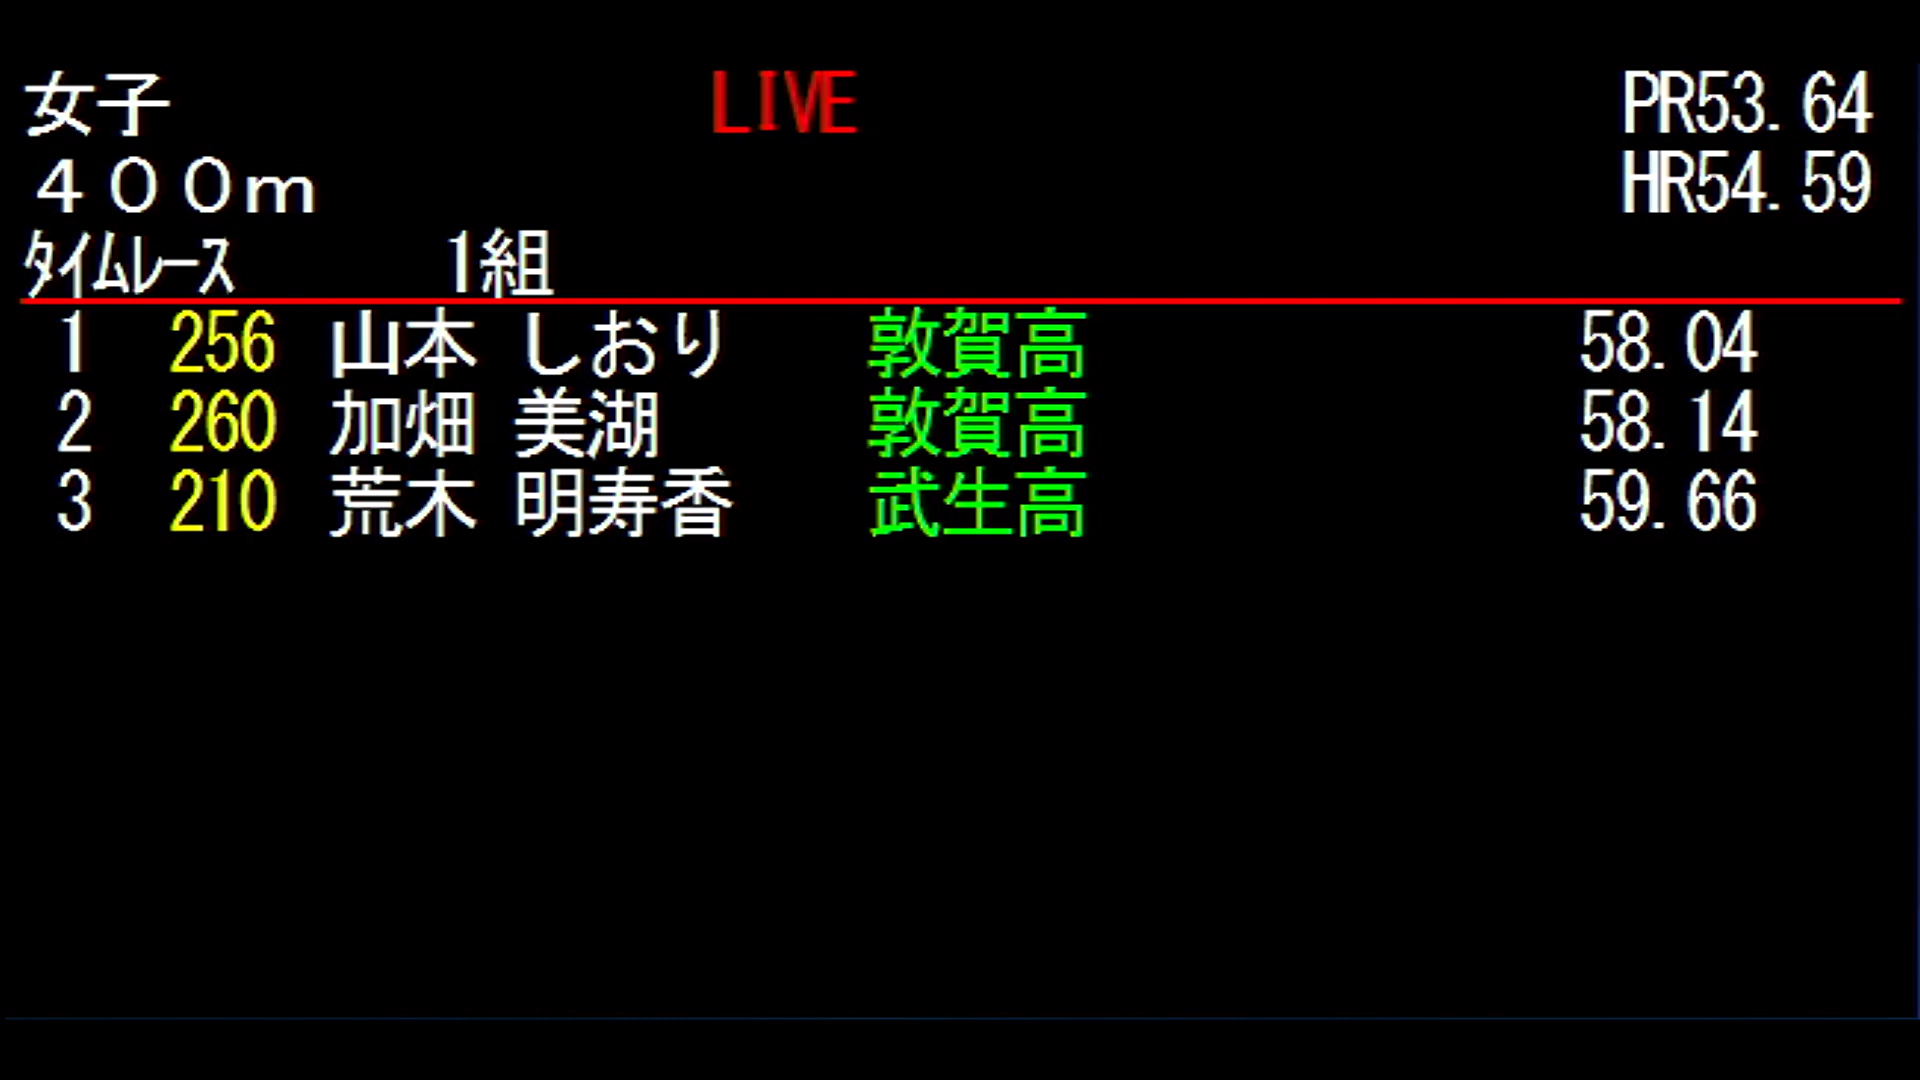 女子 LIVE PR53.64
４００ｍ HR54.59
ﾀｲﾑﾚｰｽ 1組
1 256 山本 しおり 敦賀高 58.04
2 260 加畑 美湖 敦賀高 58.14
3 210 荒木 明寿香 武生高 59.66